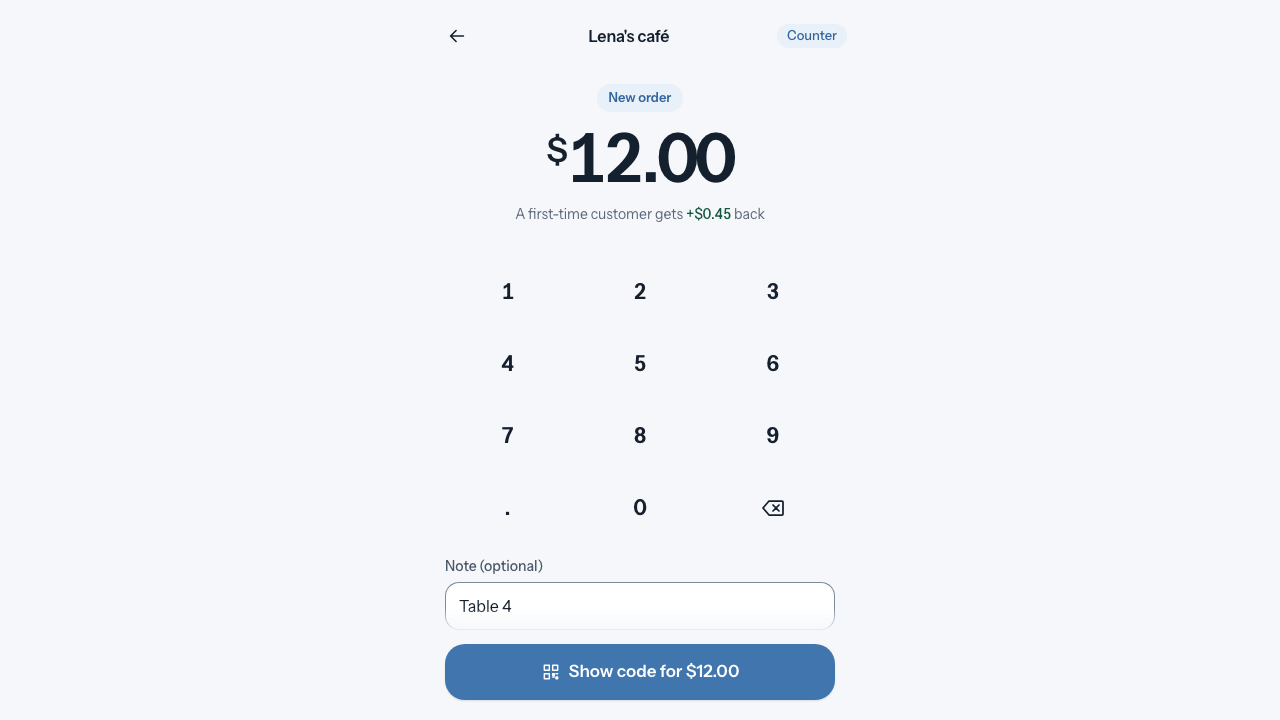 Lena's café
Counter
New order
$12.00
A first-time customer gets +$0.45 back
1 2 3
4 5 6
7 8 9
. 0
Note (optional)
Table 4
Show code for $12.00